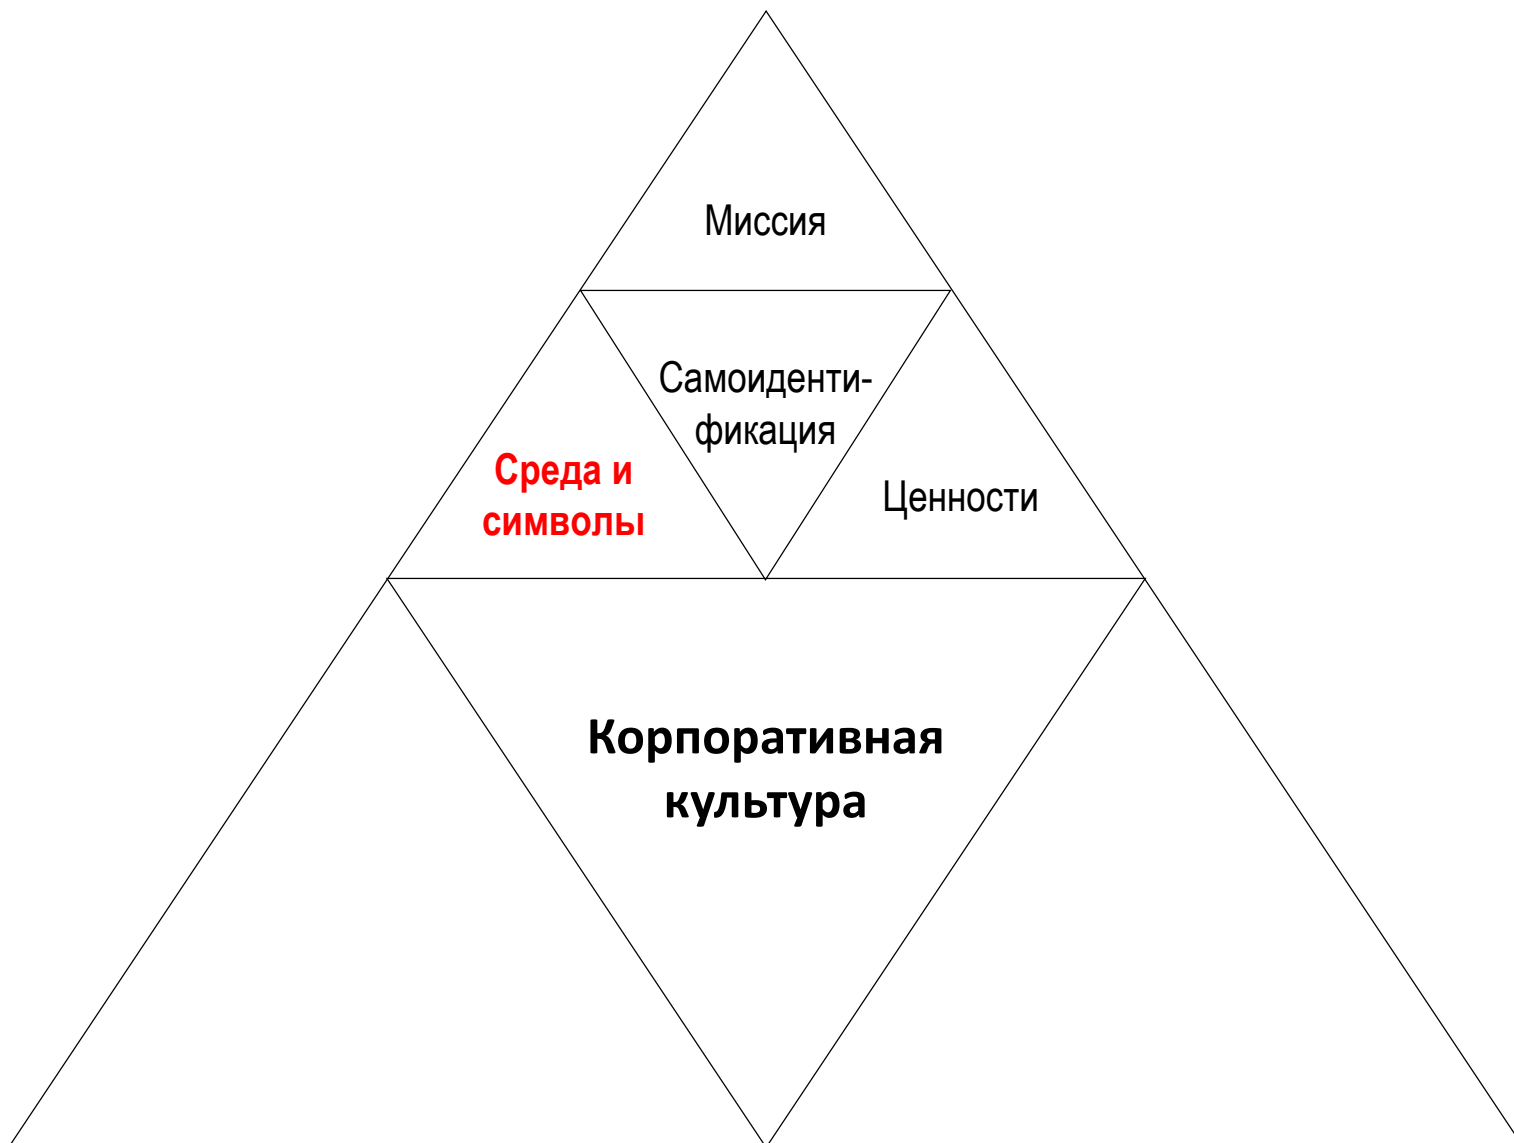 Миссия
Самоиденти-
фикация
Среда и
символы
Ценности
Корпоративная
культура